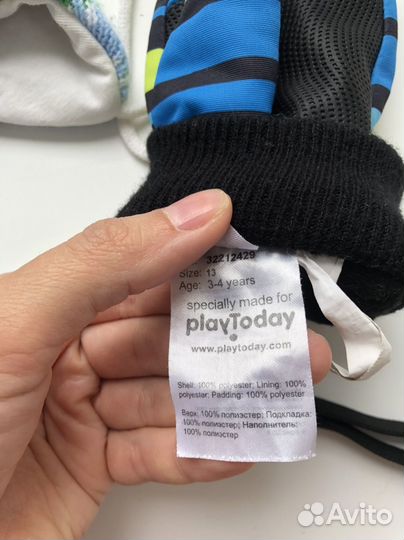 32212429
Size: 13
Age: 3-4 years
specially made for
playToday
www.playtoday.com
Shell: 100% polyester; Lining: 100%
polyester; Padding: 100% polyester
Верх: 100% полиэстер; Подкладка:
100% полиэстер; Наполнитель:
100% полиэстер
Avito